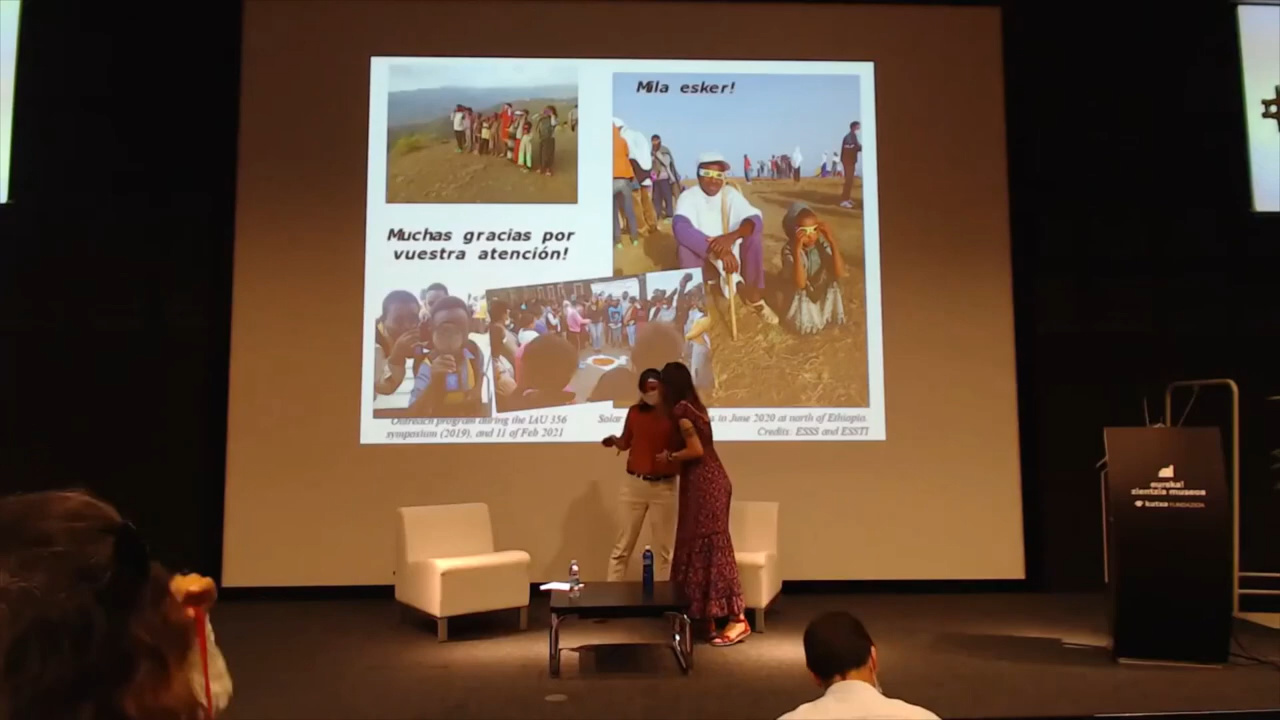 Mila esker!
Muchas gracias por
vuestra atención!
Outreach program during the IAU 356
symposium (2019), and 11 of Feb 2021
Solar
in June 2020 at north of Ethiopia.
Credits: ESSS and ESSTI
eureka!
zientzia museoa
kutxa FUNDAZIOA